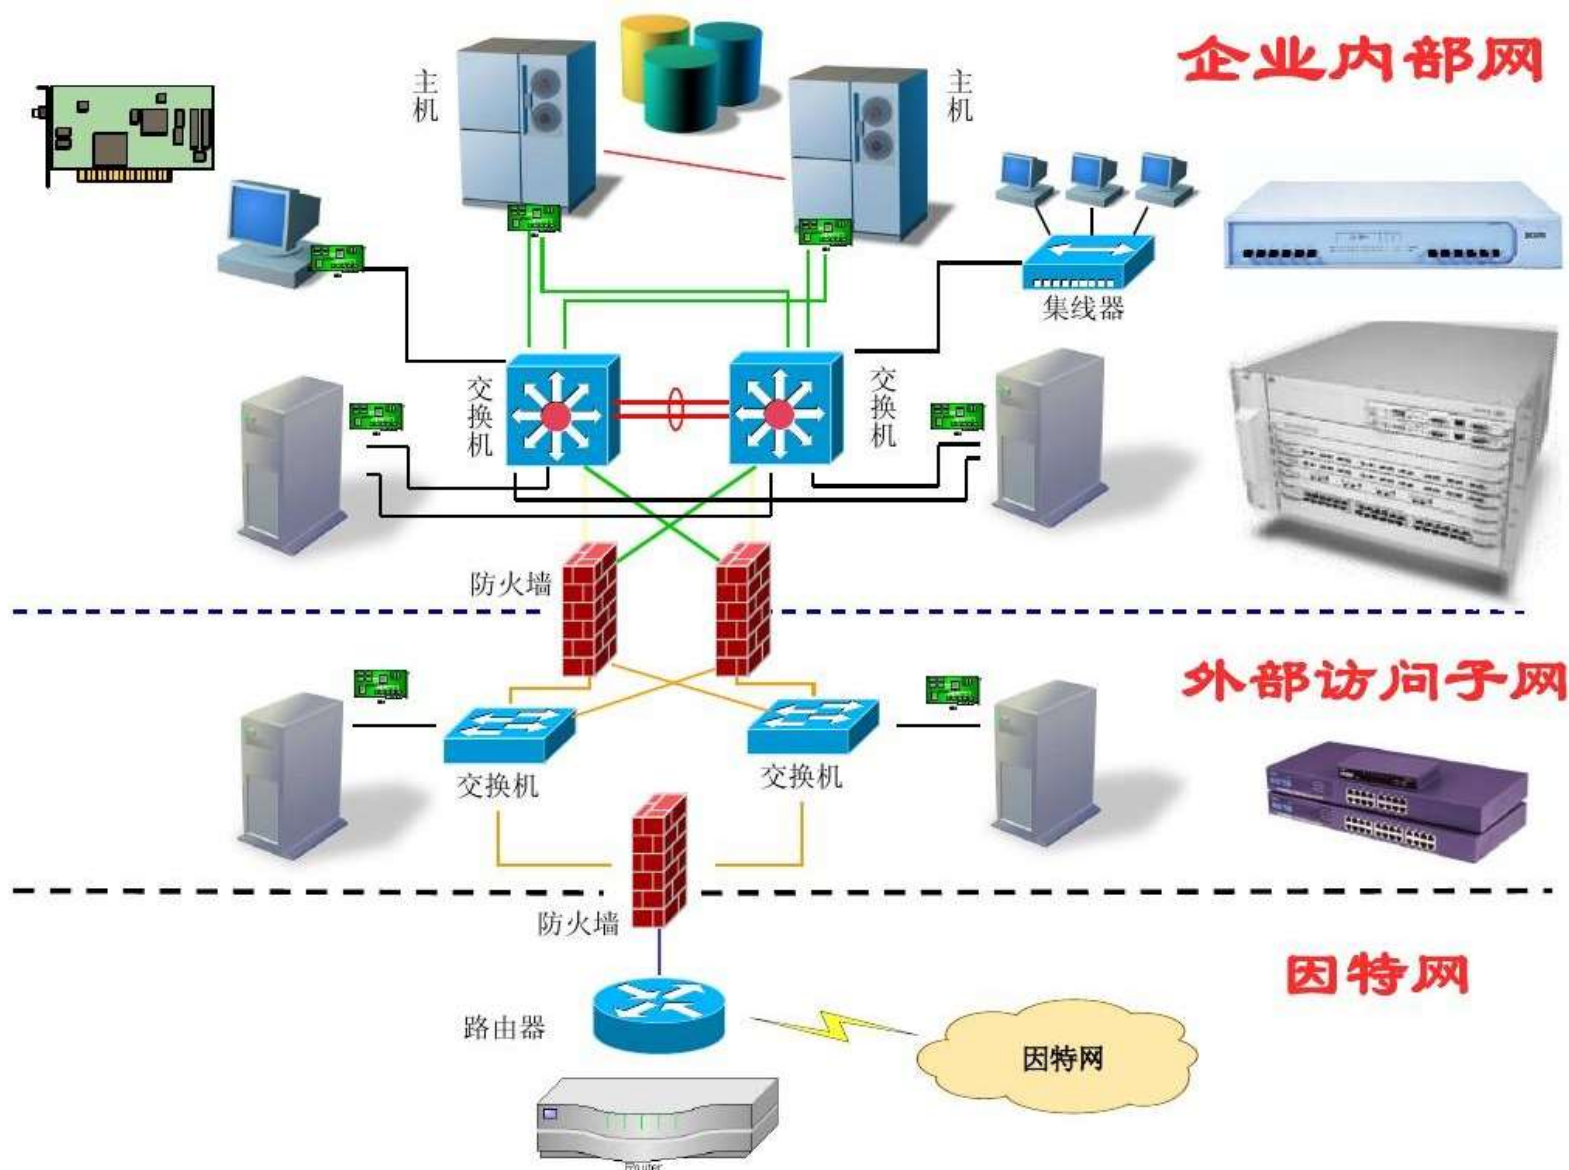 企业内部网
主机
主机
集线器
交换机
交换机
防火墙
外部访问子网
交换机
交换机
防火墙
因特网
路由器
因特网
Router